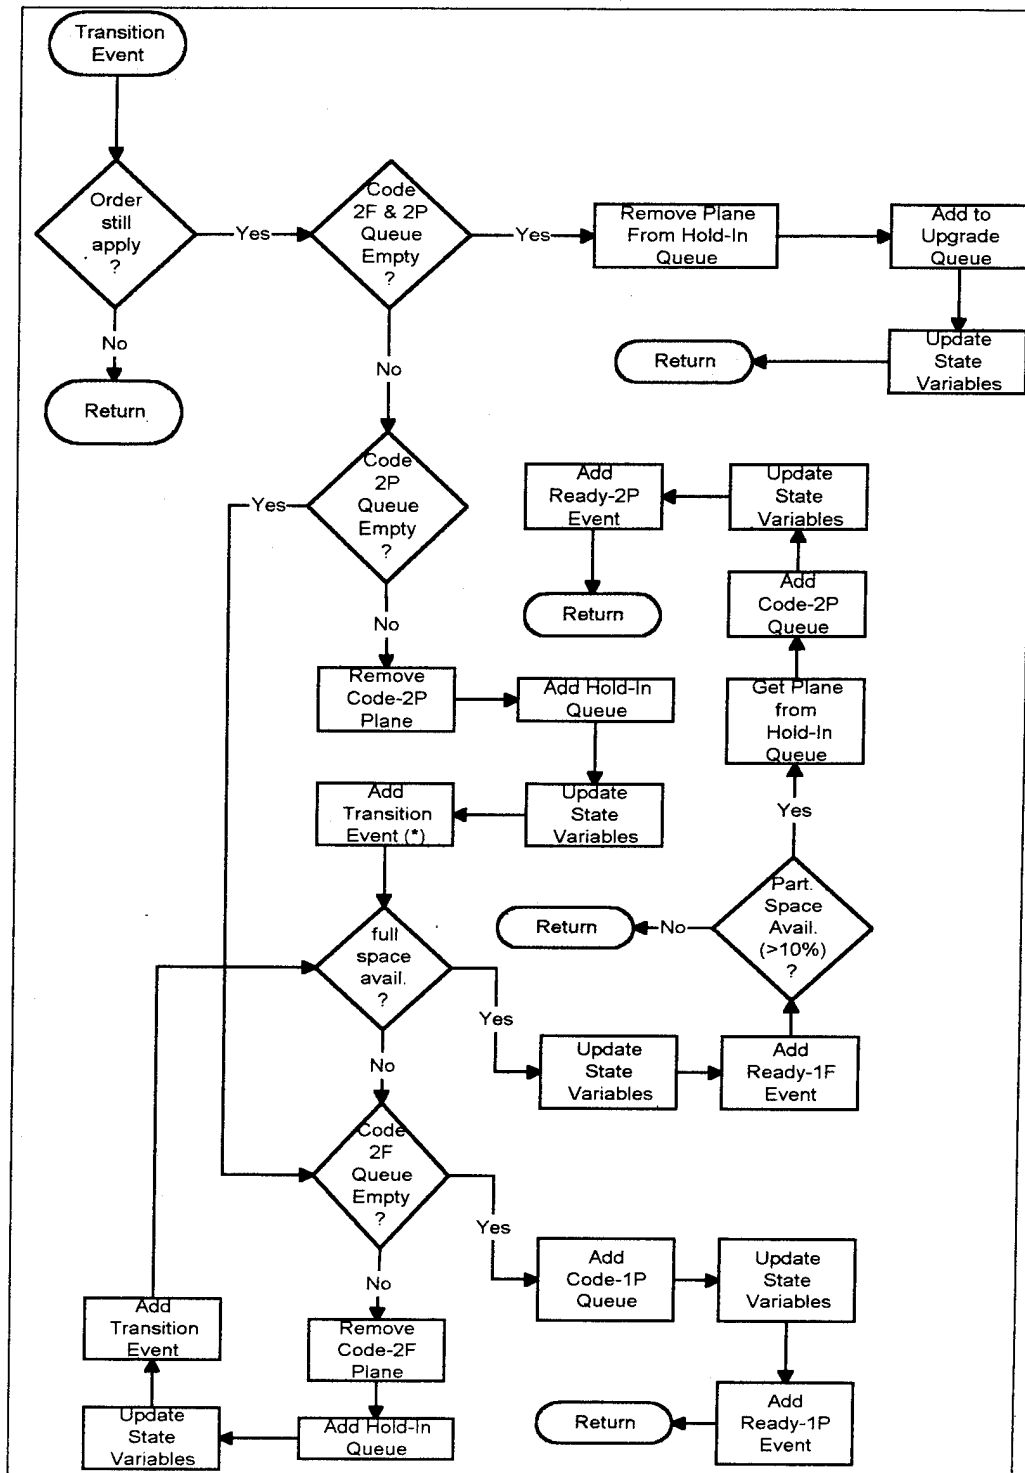 Transition
Event
Order
still
apply
?
Yes
Code
2F & 2P
Queue
Empty
?
Yes
Remove Plane
From Hold-In
Queue
Add to
Upgrade
Queue
No
Return
No
Update
State
Variables
Return
Code
2P
Queue
Empty
?
Yes
Add
Ready-2P
Event
Update
State
Variables
Return
Add
Code-2P
Queue
No
Remove
Code-2P
Plane
Add Hold-In
Queue
Get Plane
from
Hold-In
Queue
Add
Transition
Event (*)
Update
State
Variables
Yes
Part.
Space
Avail.
(>10%)
?
No
Return
full
space
avail.
?
Yes
No
Update
State
Variables
Add
Ready-1F
Event
Code
2F
Queue
Empty
?
Yes
No
Add
Code-1P
Queue
Update
State
Variables
Add
Transition
Event
Remove
Code-2F
Plane
Update
State
Variables
Add Hold-In
Queue
Return
Add
Ready-1P
Event